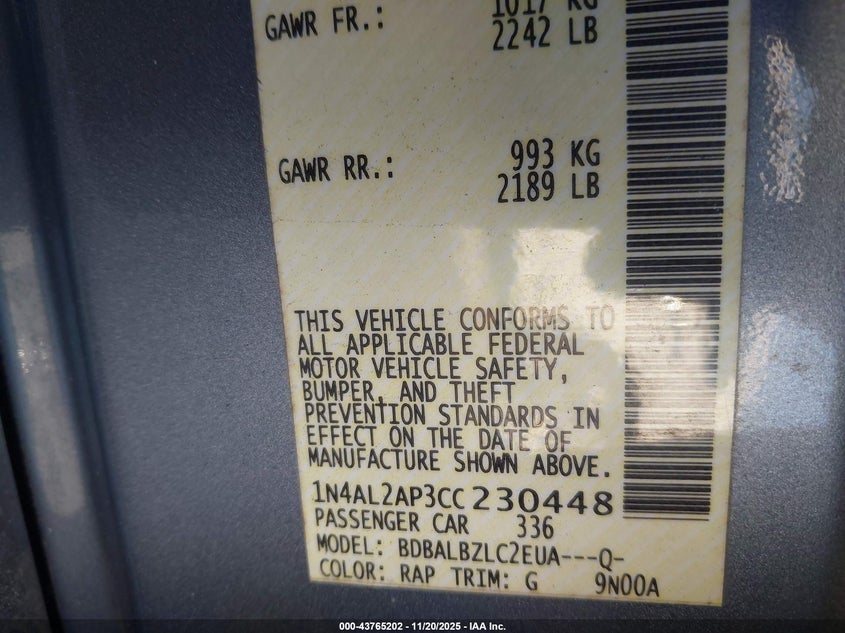 1017 KG
GAWR FR.: 2242 LB
993 KG
GAWR RR.: 2189 LB
THIS VEHICLE CONFORMS TO
ALL APPLICABLE FEDERAL
MOTOR VEHICLE SAFETY,
BUMPER, AND THEFT
PREVENTION STANDARDS IN
EFFECT ON THE DATE OF
MANUFACTURE SHOWN ABOVE.
1N4AL2AP3CC230448
PASSENGER CAR 336
MODEL: BDBALBZLC2EUA---Q-
COLOR: RAP TRIM: G 9N00A
000-43765202 - 11/20/2025 - IAA Inc.